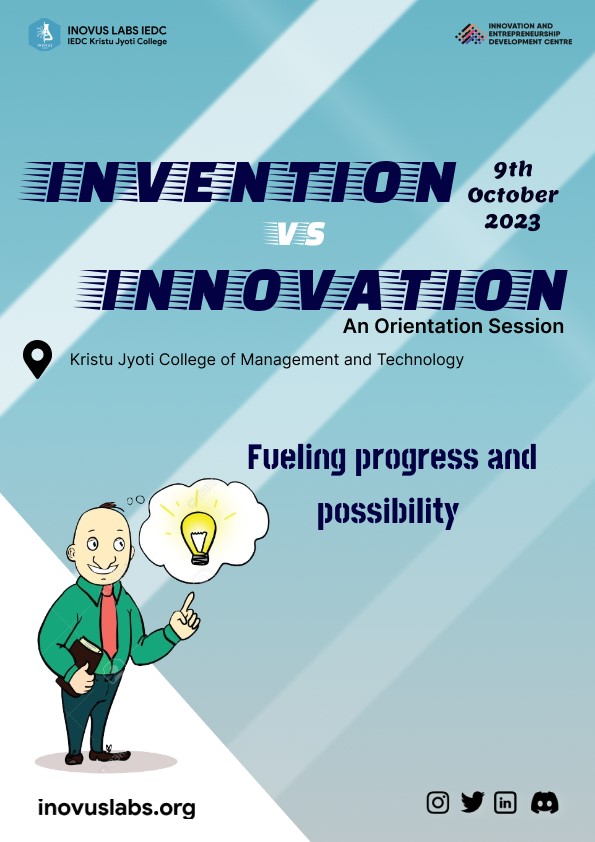 INOVUS LABS IEDC
IEDC Kristu Jyoti College
INNOVATION AND
ENTREPRENEURSHIP
DEVELOPMENT CENTRE
INVENTION
9th
October
2023
VS
INNOVATION
An Orientation Session
Kristu Jyoti College of Management and Technology
Fueling progress and
possibility
inovuslabs.org